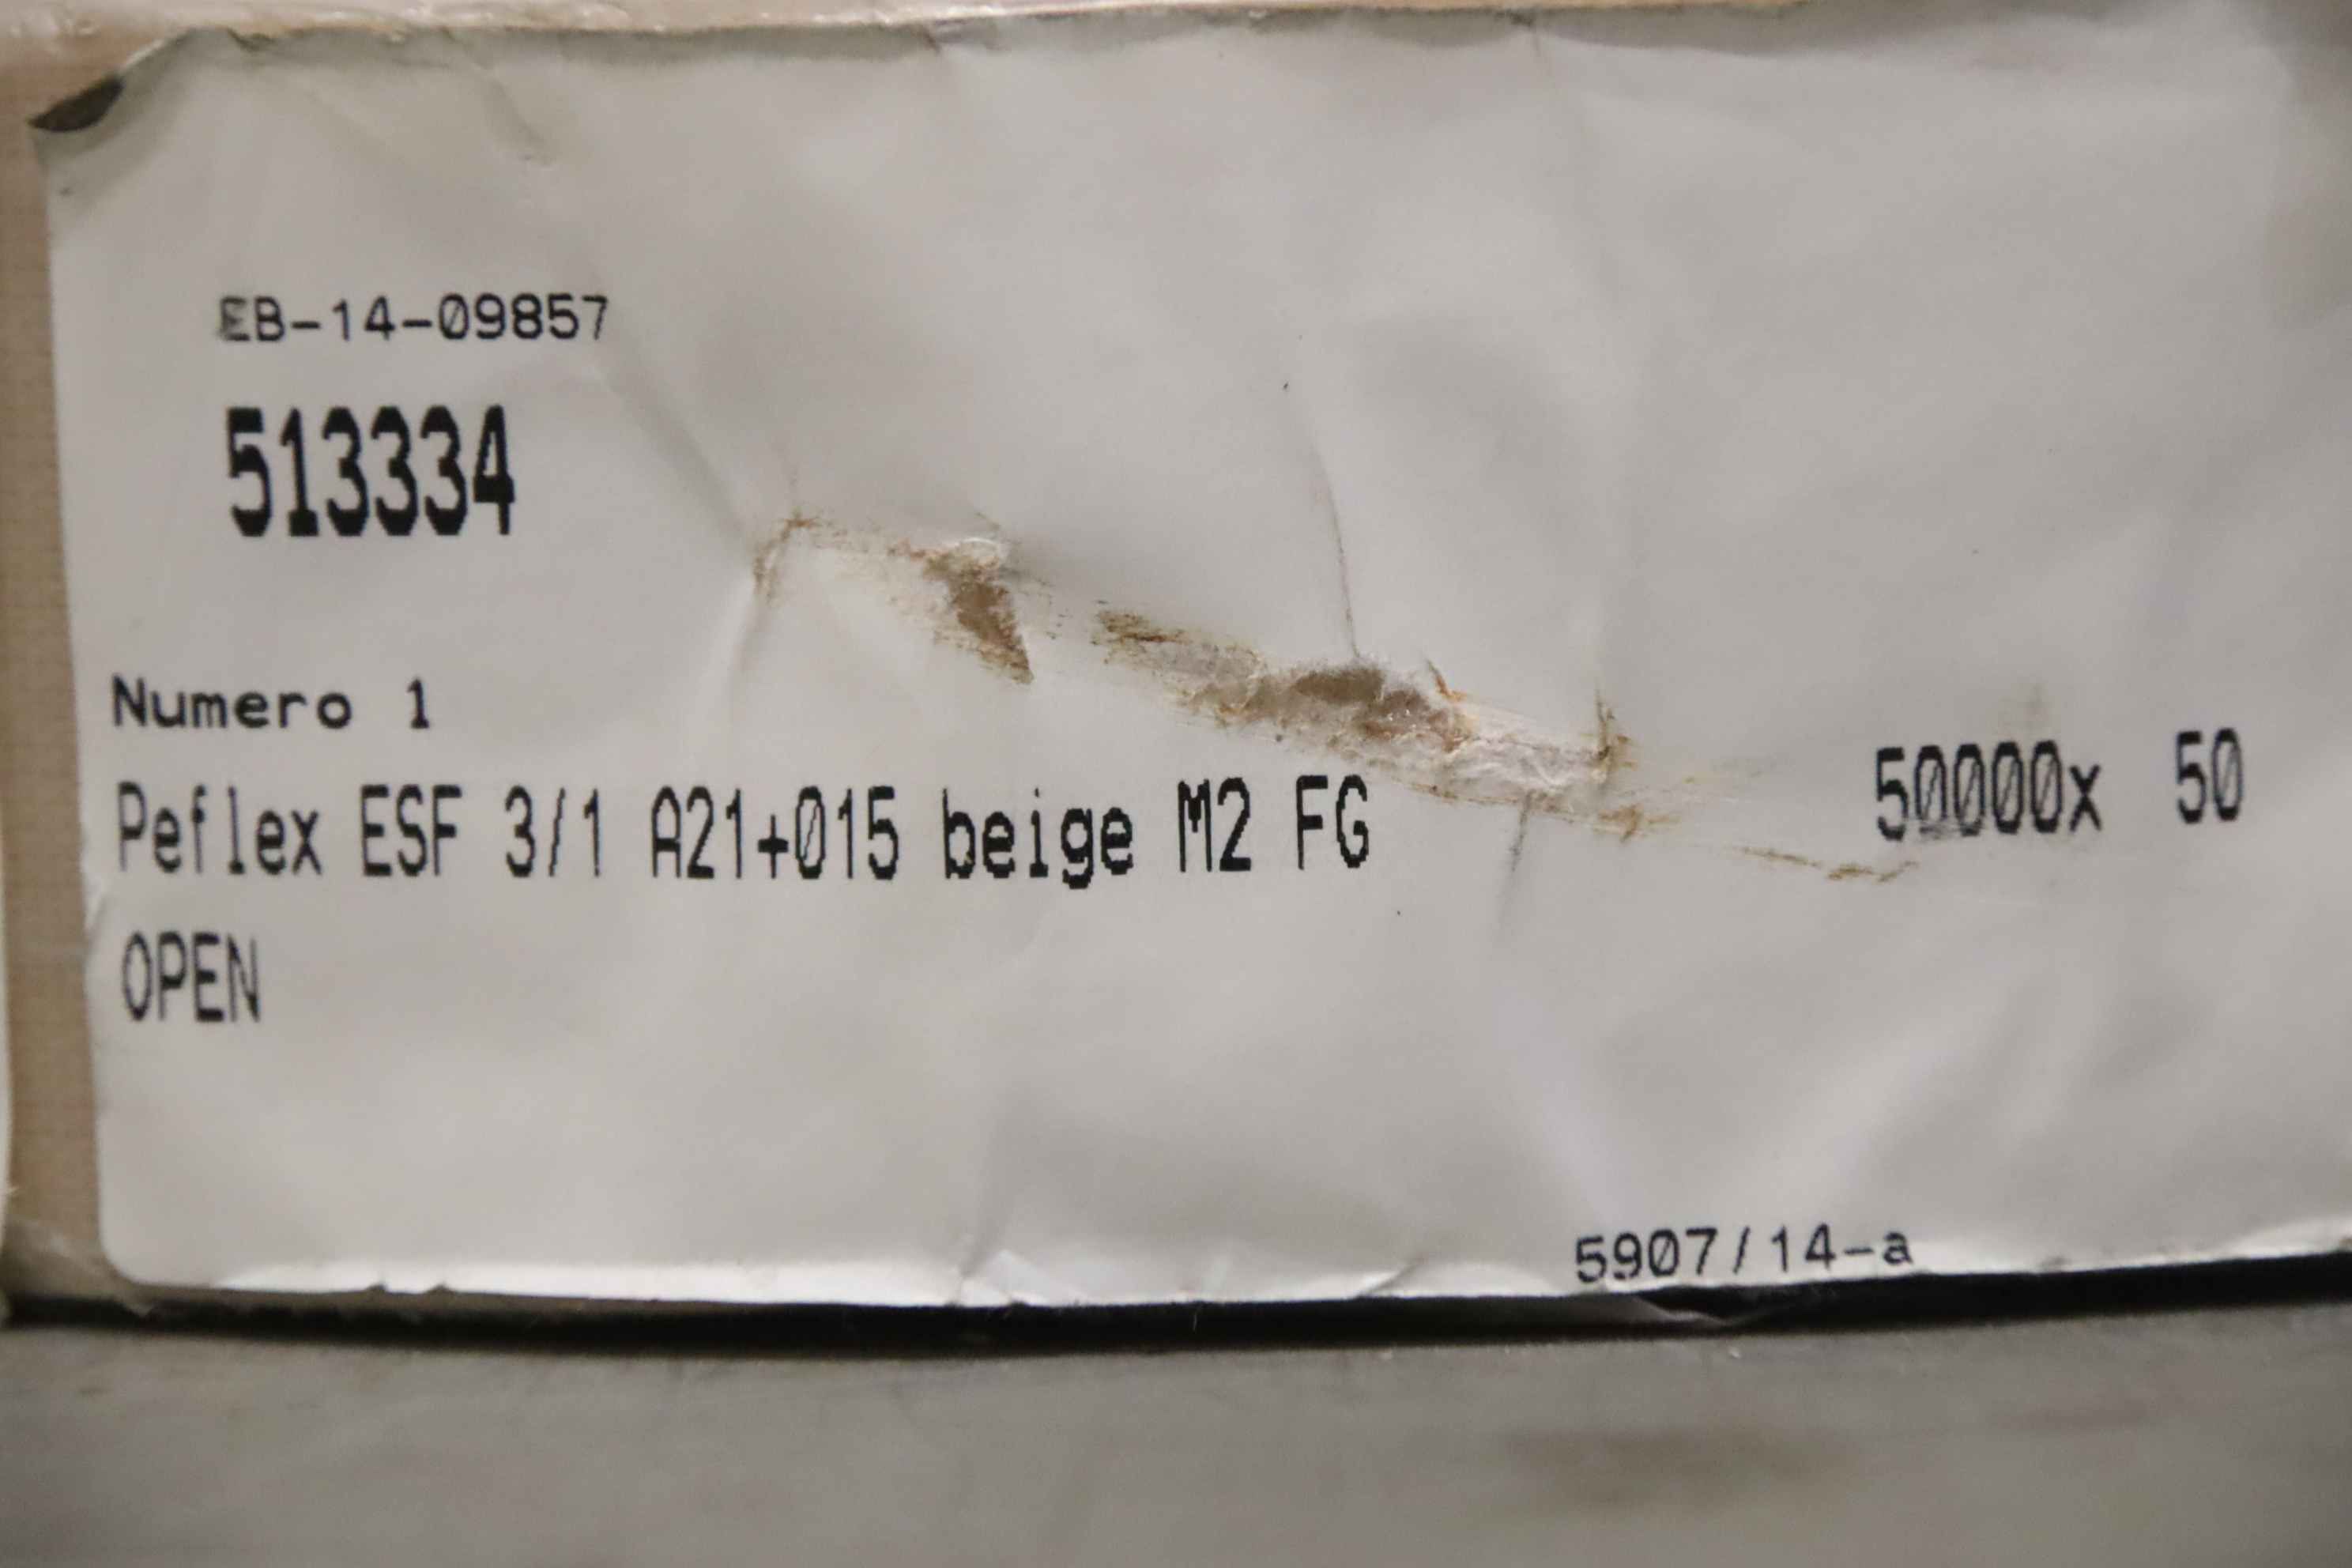 EB-14-09857
513334
Numero 1
Peflex ESF 3/1 A21+015 beige M2 FG 50000x 50
OPEN
5907/14-a